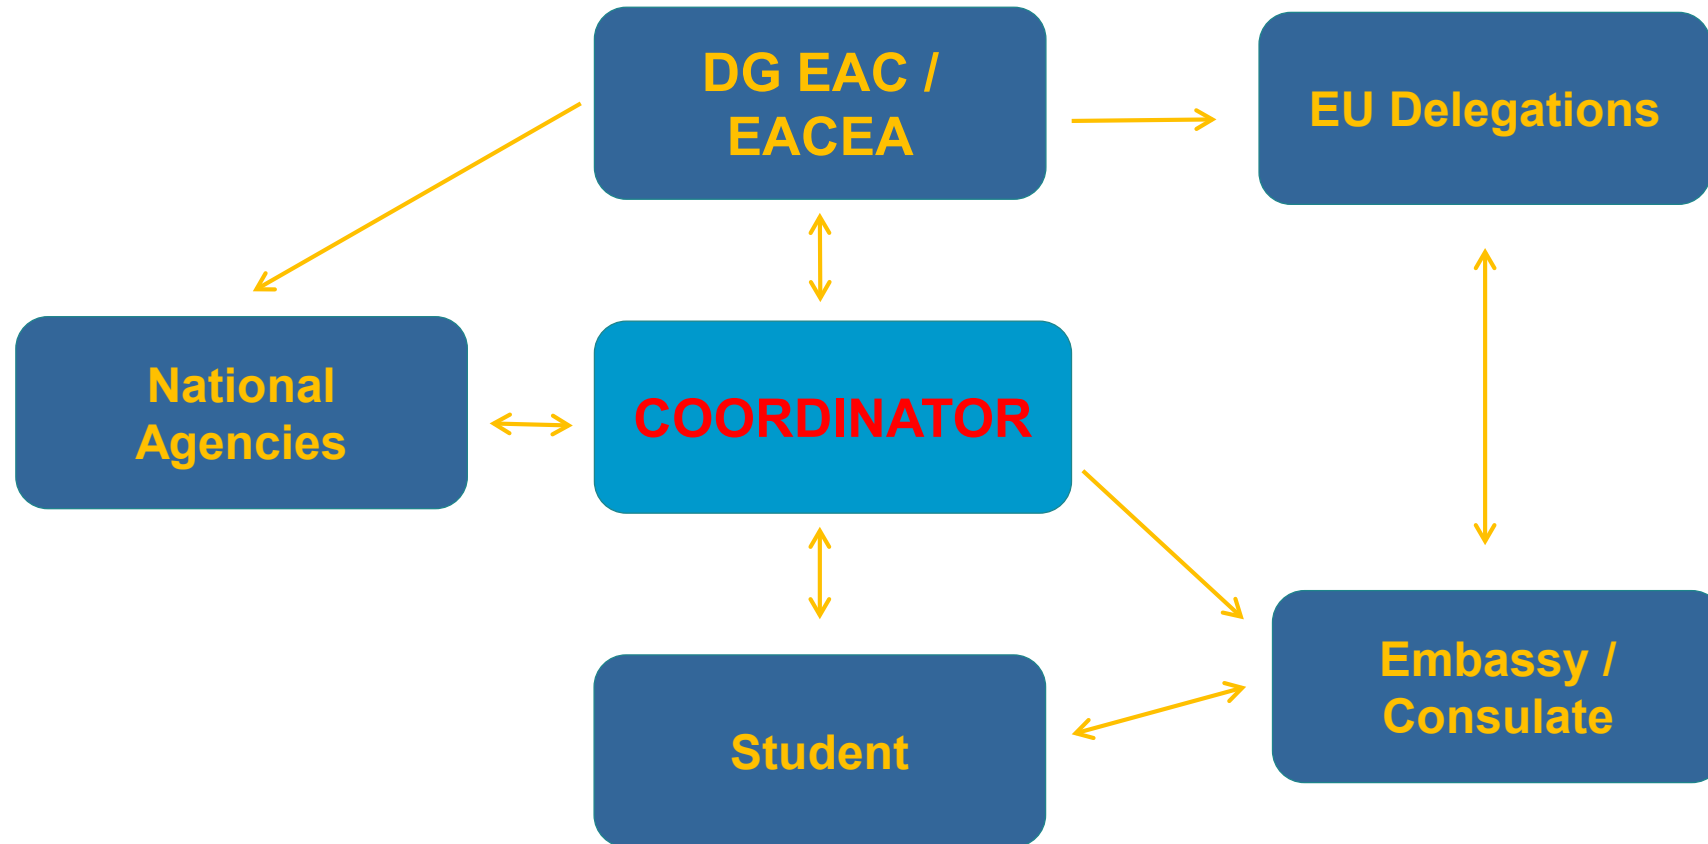 DG EAC /
EACEA
EU Delegations
National
Agencies
COORDINATOR
Embassy /
Consulate
Student